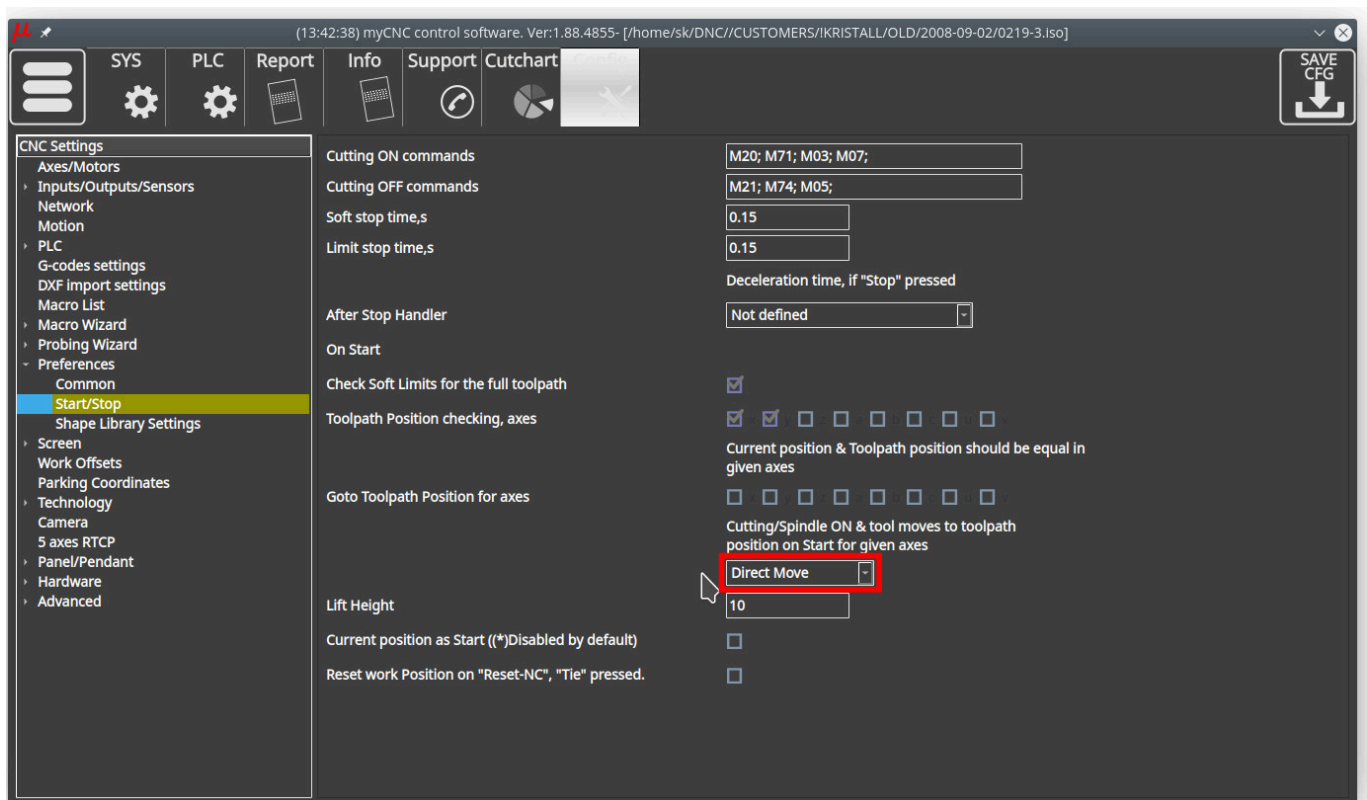 (13:42:38) myCNC control software. Ver:1.88.4855- [/home/sk/DNC//CUSTOMERS/!KRISTALL/OLD/2008-09-02/0219-3.iso]
SYS
PLC
Report
Info
Support
Cutchart
SAVE
CFG
CNC Settings
Axes/Motors
Inputs/Outputs/Sensors
Network
Motion
PLC
G-codes settings
DXF import settings
Macro List
Macro Wizard
Probing Wizard
Preferences
Common
Start/Stop
Shape Library Settings
Screen
Work Offsets
Parking Coordinates
Technology
Camera
5 axes RTCP
Panel/Pendant
Hardware
Advanced
Cutting ON commands
M20; M71; M03; M07;
Cutting OFF commands
M21; M74; M05;
Soft stop time,s
0.15
Limit stop time,s
0.15
Deceleration time, if "Stop" pressed
After Stop Handler
Not defined
On Start
Check Soft Limits for the full toolpath
Toolpath Position checking, axes
Current position & Toolpath position should be equal in
given axes
Goto Toolpath Position for axes
Cutting/Spindle ON & tool moves to toolpath
position on Start for given axes
Direct Move
Lift Height
10
Current position as Start ((*)Disabled by default)
Reset work Position on "Reset-NC", "Tie" pressed.